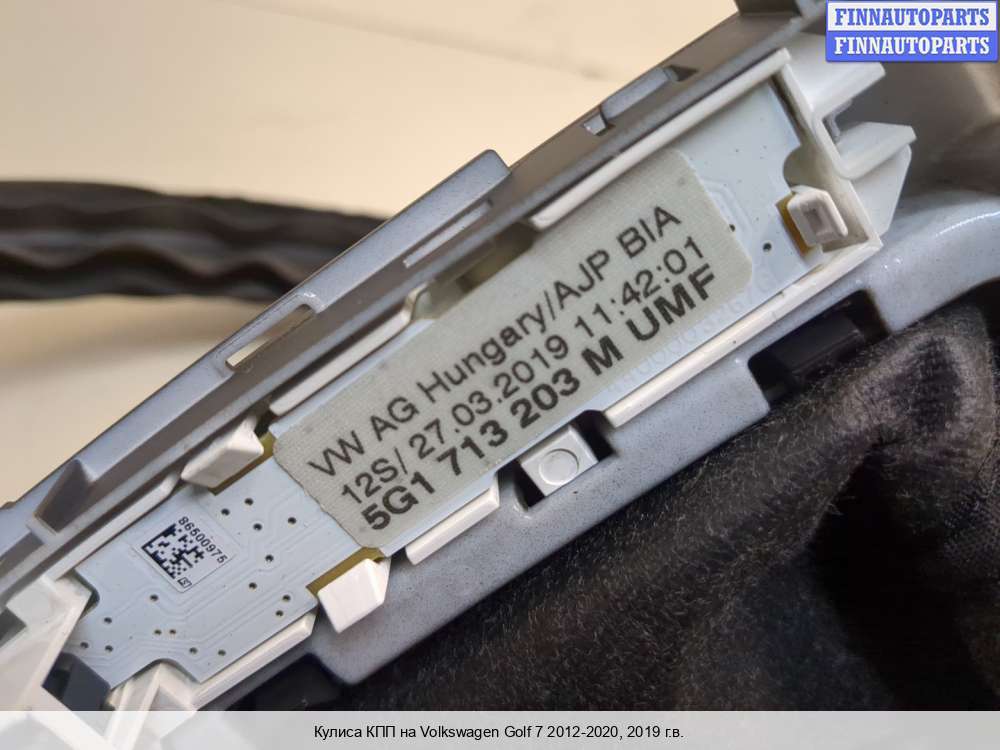 FINNAUTOPARTS
FINNAUTOPARTS
VW AG Hungary//AJP BIA
12S/ 27.03.2019 11:42:01
5G1 713 203 M UMF
86500975
Кулиса КПП на Volkswagen Golf 7 2012-2020, 2019 г.в.